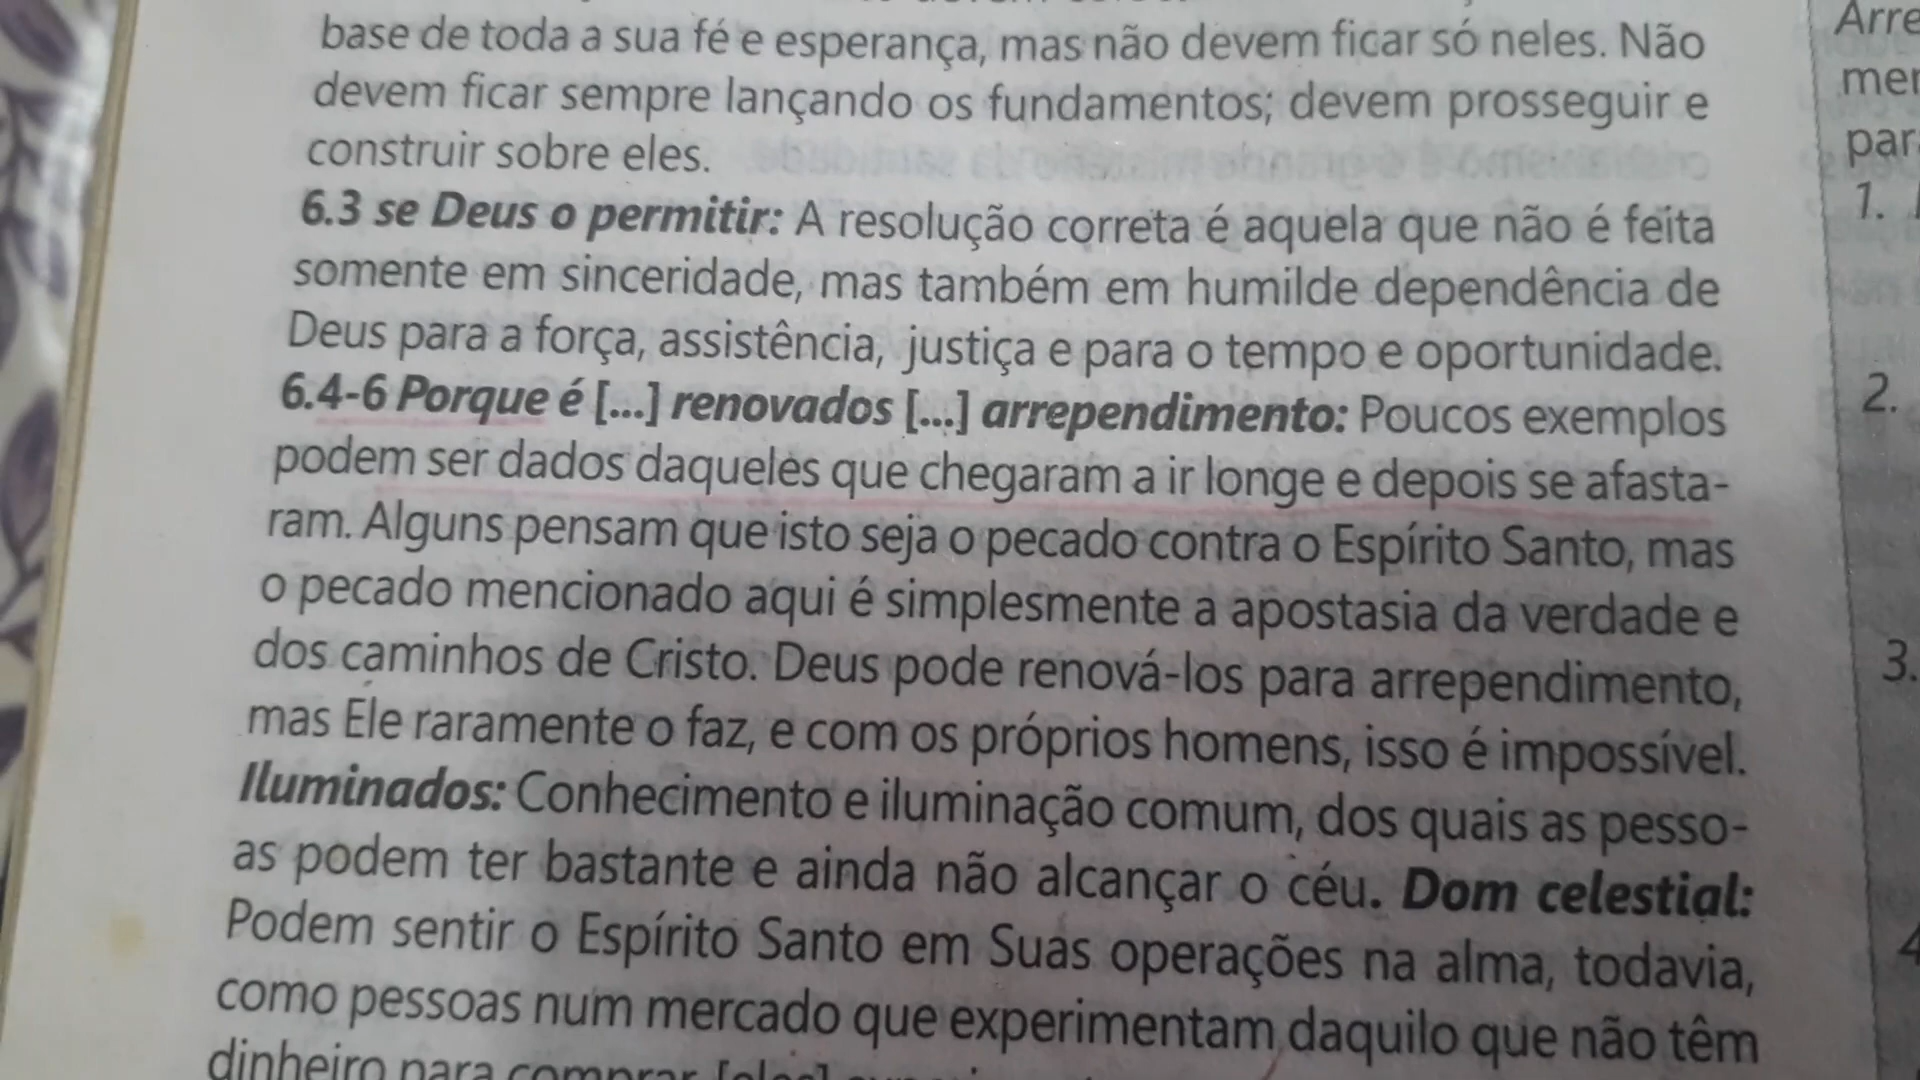 base de toda a sua fé e esperança, mas não devem ficar só neles. Não
devem ficar sempre lançando os fundamentos; devem prosseguir e
construir sobre eles.
6.3 se Deus o permitir: A resolução correta é aquela que não é feita
somente em sinceridade, mas também em humilde dependência de
Deus para a força, assistência, justiça e para o tempo e oportunidade.
6.4-6 Porque é [...] renovados [...] arrependimento: Poucos exemplos
podem ser dados daqueles que chegaram a ir longe e depois se afasta-
ram. Alguns pensam que isto seja o pecado contra o Espírito Santo, mas
o pecado mencionado aqui é simplesmente a apostasia da verdade e
dos caminhos de Cristo. Deus pode renová-los para arrependimento,
mas Ele raramente o faz, e com os próprios homens, isso é impossível.
Iluminados: Conhecimento e iluminação comum, dos quais as pesso-
as podem ter bastante e ainda não alcançar o céu. Dom celestial:
Podem sentir o Espírito Santo em Suas operações na alma, todavia,
como pessoas num mercado que experimentam daquilo que não têm
dinheiro para comprar [eles]
Arre
mer
par
1.
2.
3.
4